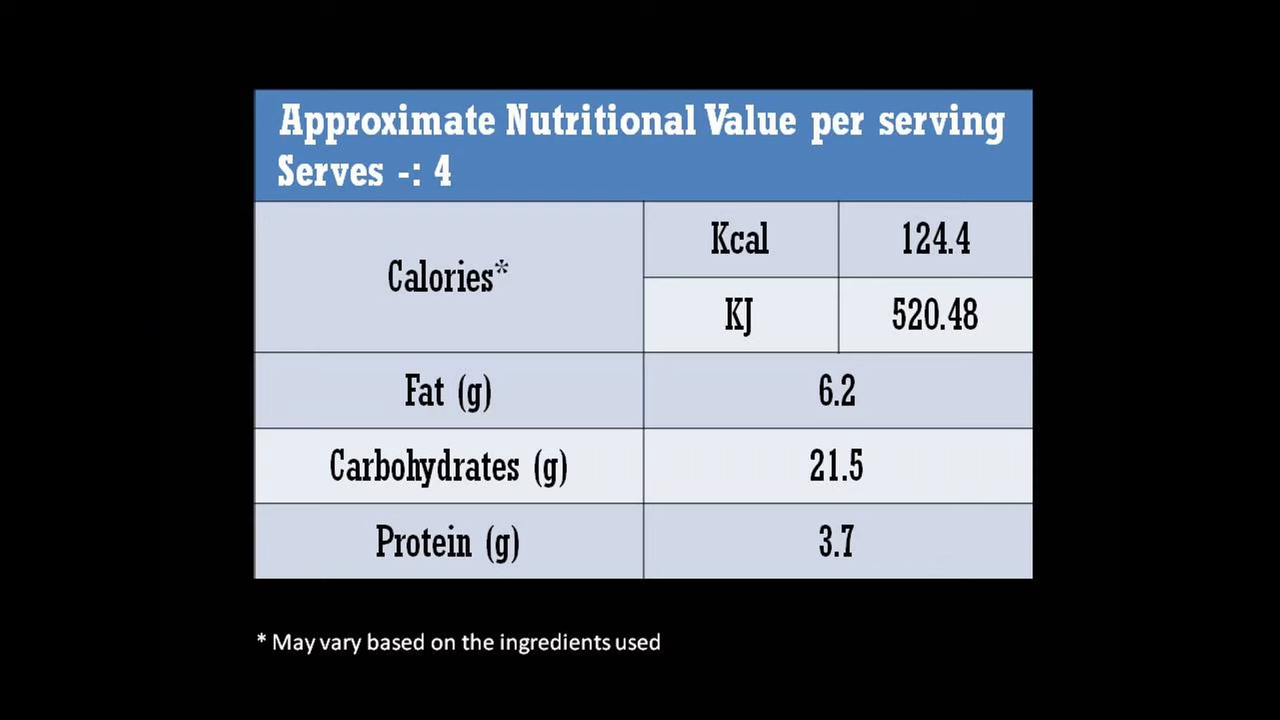 Approximate Nutritional Value per serving
Serves -: 4
Calories*
Kcal
124.4
KJ
520.48
Fat (g)
6.2
Carbohydrates (g)
21.5
Protein (g)
3.7
* May vary based on the ingredients used